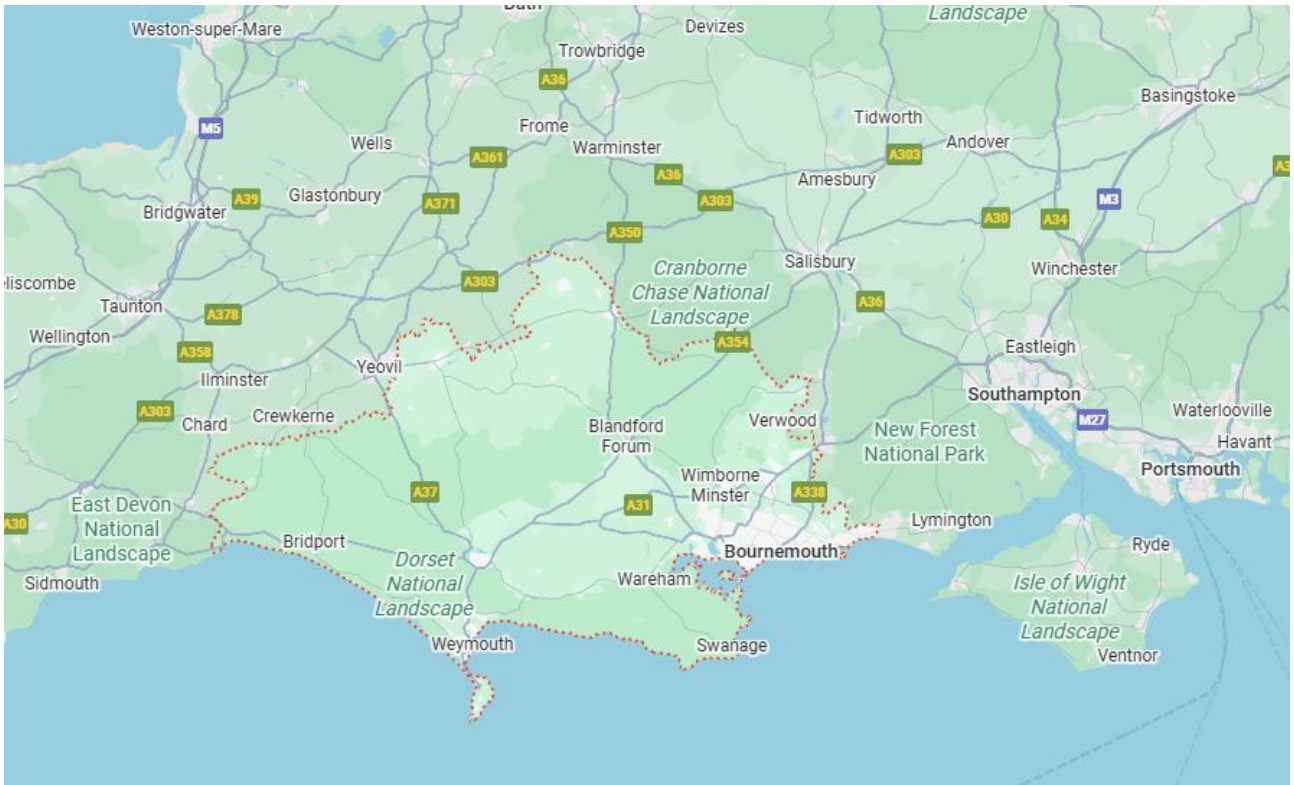 Bath
Landscape
Weston-super-Mare
Devizes
Trowbridge
A36
Basingstoke
Tidworth
M5
Frome
Andover
Wells
Warminster
A361
A303
A36
Amesbury
Glastonbury
A39
A371
A303
M3
Bridgwater
A30
A34
A350
Salisbury
Cranborne
Chase National
Landscape
Winchester
A303
eliscombe
Taunton
A36
A378
Wellington
A354
Eastleigh
A358
Yeovil
Ilminster
Southampton
A303
Crewkerne
Chard
Verwood
Waterlooville
M27
Blandford
Forum
New Forest
National Park
Havant
Portsmouth
Wimborne
Minster
A37
A338
A31
East Devon
National
Landscape
A30
Lymington
Bridport
Bournemouth
Ryde
Dorset
National
Landscape
Wareham
Sidmouth
Isle of Wight
National
Landscape
Weymouth
Swanage
Ventnor